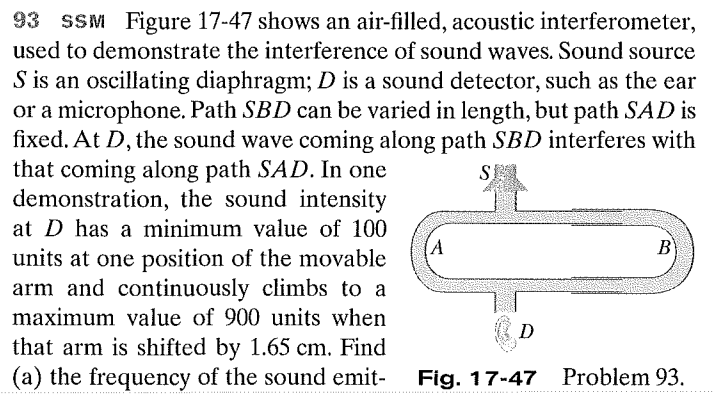 93 SSM Figure 17-47 shows an air-filled, acoustic interferometer,
used to demonstrate the interference of sound waves. Sound source
S is an oscillating diaphragm; D is a sound detector, such as the ear
or a microphone. Path SBD can be varied in length, but path SAD is
fixed. At D, the sound wave coming along path SBD interferes with
that coming along path SAD. In one
demonstration, the sound intensity
at D has a minimum value of 100
units at one position of the movable
arm and continuously climbs to a
maximum value of 900 units when
that arm is shifted by 1.65 cm. Find
(a) the frequency of the sound emit-
S
A
B
D
Fig. 17-47 Problem 93.